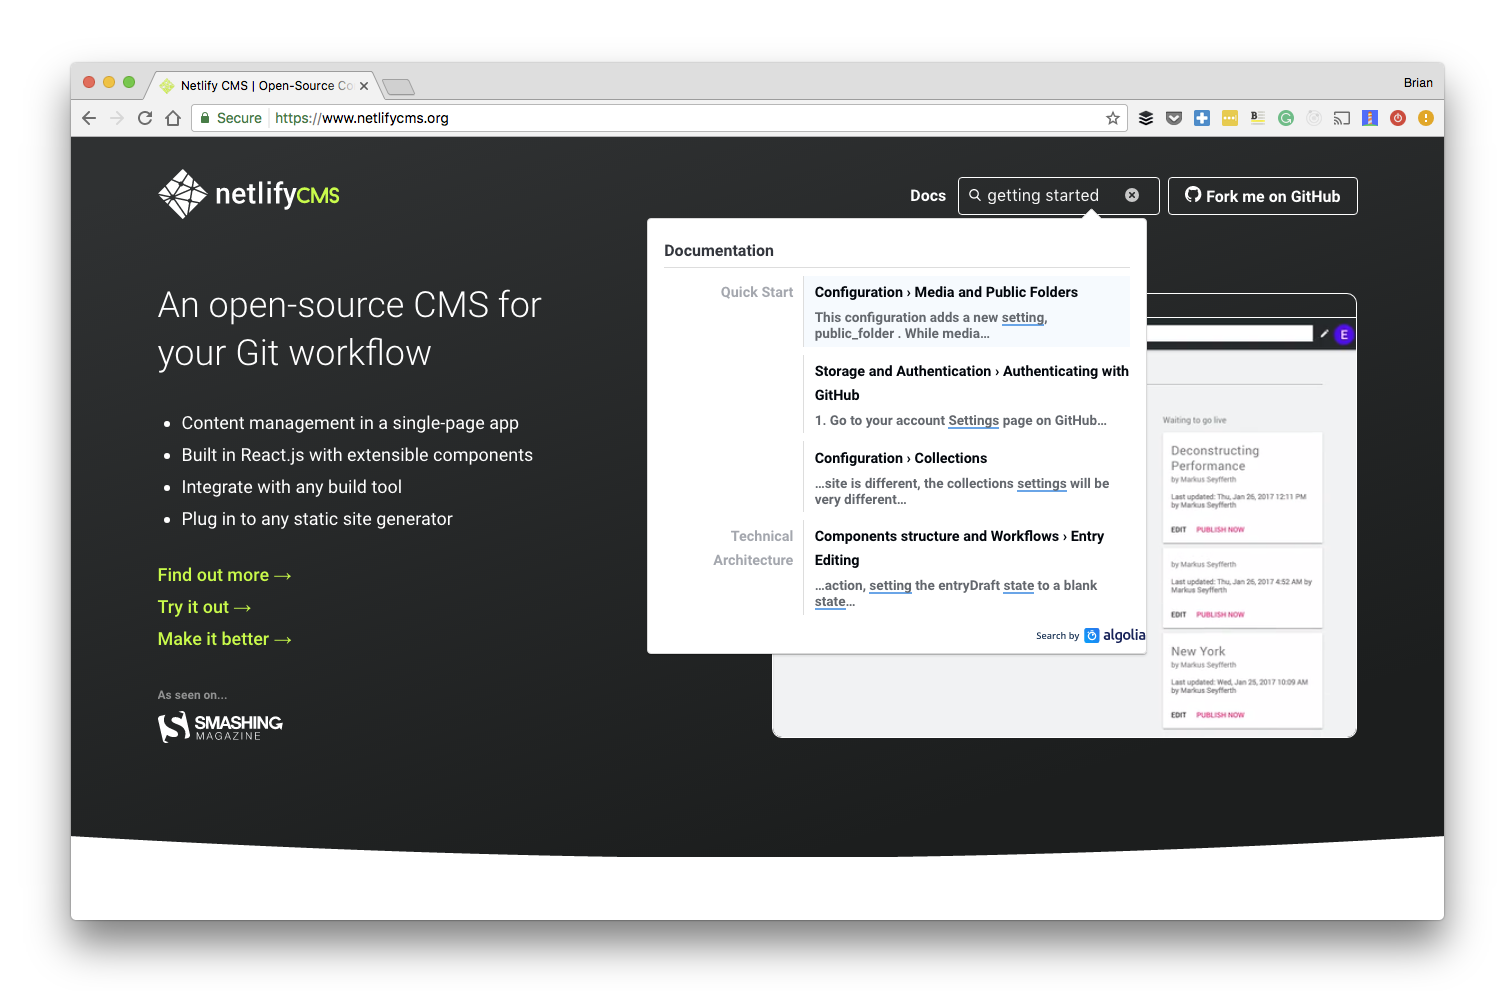 Netlify CMS | Open-Source Co
Brian
Secure
https://www.netlifycms.org
netlifyCMS
Docs
getting started
Fork me on GitHub
An open-source CMS for
your Git workflow
Content management in a single-page app
Built in React.js with extensible components
Integrate with any build tool
Plug in to any static site generator
Find out more →
Try it out →
Make it better →
As seen on...
SMASHING
MAGAZINE
Documentation
Quick Start
Configuration › Media and Public Folders
This configuration adds a new setting,
public_folder . While media…
Storage and Authentication › Authenticating with
GitHub
1. Go to your account Settings page on GitHub…
Configuration › Collections
…site is different, the collections settings will be
very different…
Technical
Architecture
Components structure and Workflows › Entry
Editing
…action, setting the entryDraft state to a blank
state…
Search by algolia
E
Waiting to go live
Deconstructing
Performance
by Markus Seyfferth
Last updated: Thu, Jan 26, 2017 12:11 PM
by Markus Seyfferth
EDIT PUBLISH NOW
by Markus Seyfferth
Last updated: Thu, Jan 26, 2017 4:52 AM by
Markus Seyfferth
EDIT PUBLISH NOW
New York
by Markus Seyfferth
Last updated: Wed, Jan 25, 2017 10:09 AM
by Markus Seyfferth
EDIT PUBLISH NOW